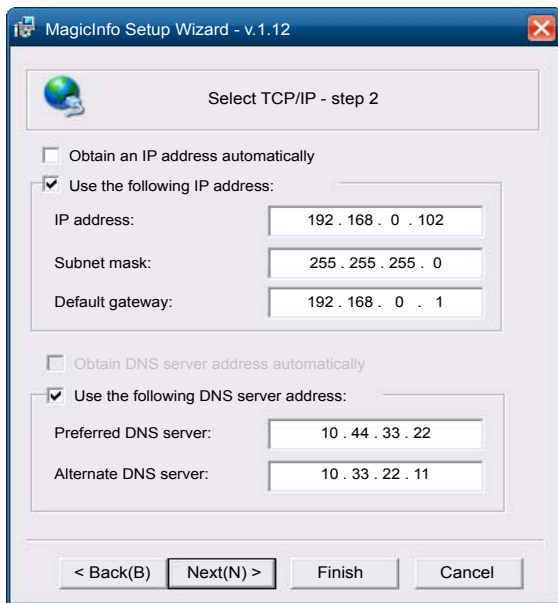 MagicInfo Setup Wizard - v.1.12
Select TCP/IP - step 2
Obtain an IP address automatically
Use the following IP address:
IP address: 192 . 168 . 0 . 102
Subnet mask: 255 . 255 . 255 . 0
Default gateway: 192 . 168 . 0 . 1
Obtain DNS server address automatically
Use the following DNS server address:
Preferred DNS server: 10 . 44 . 33 . 22
Alternate DNS server: 10 . 33 . 22 . 11
< Back(B) Next(N) > Finish Cancel